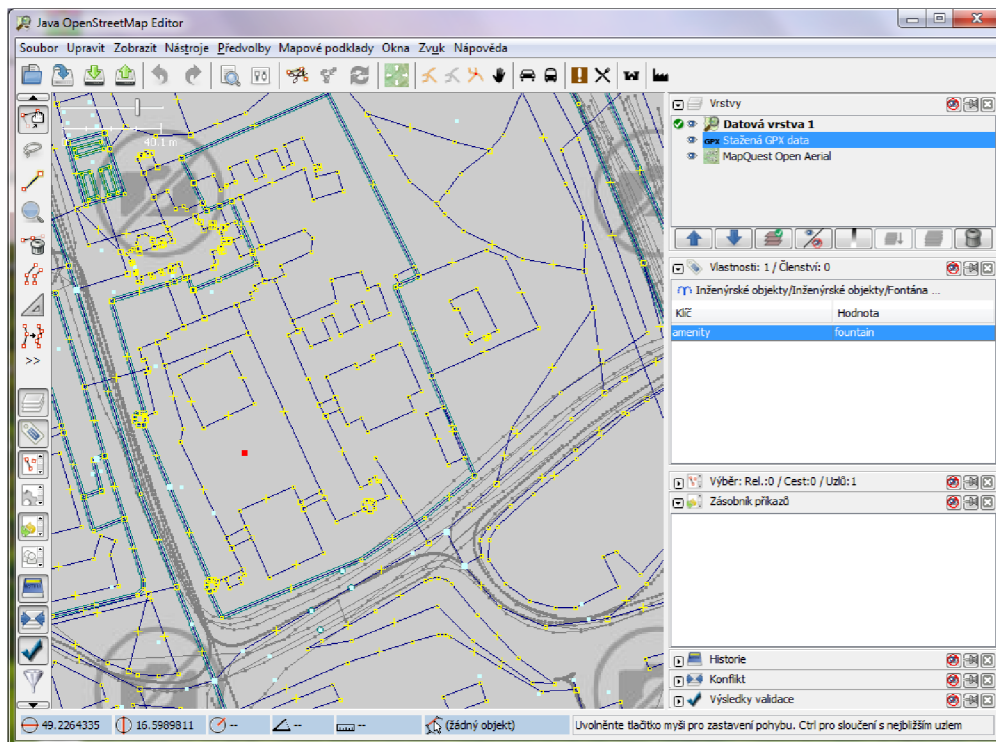 Java OpenStreetMap Editor
Soubor Upravit Zobrazit Nástroje Předvolby Mapové podklady Okna Zvuk Nápověda
0
40.1 m
>>
Vrstvy
Datová vrstva 1
GPX Stažená GPX data
MapQuest Open Aerial
Vlastnosti: 1 / Členství: 0
Inženýrské objekty/Inženýrské objekty/Fontána ...
Klíč Hodnota
amenity fountain
Výběr: Rel.:0 / Cest:0 / Uzlů:1
Zásobník příkazů
Historie
Konflikt
Výsledky validace
49.2264335 16.5989811 -- -- -- (žádný objekt) Uvolněte tlačítko myši pro zastavení pohybu. Ctrl pro sloučení s nejbližším uzlem